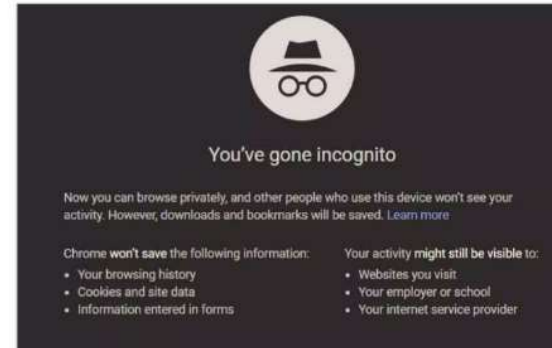 You've gone incognito
Now you can browse privately, and other people who use this device won't see your
activity. However, downloads and bookmarks will be saved. Learn more
Chrome won't save the following information:
• Your browsing history
• Cookies and site data
• Information entered in forms
Your activity might still be visible to:
• Websites you visit
• Your employer or school
• Your internet service provider